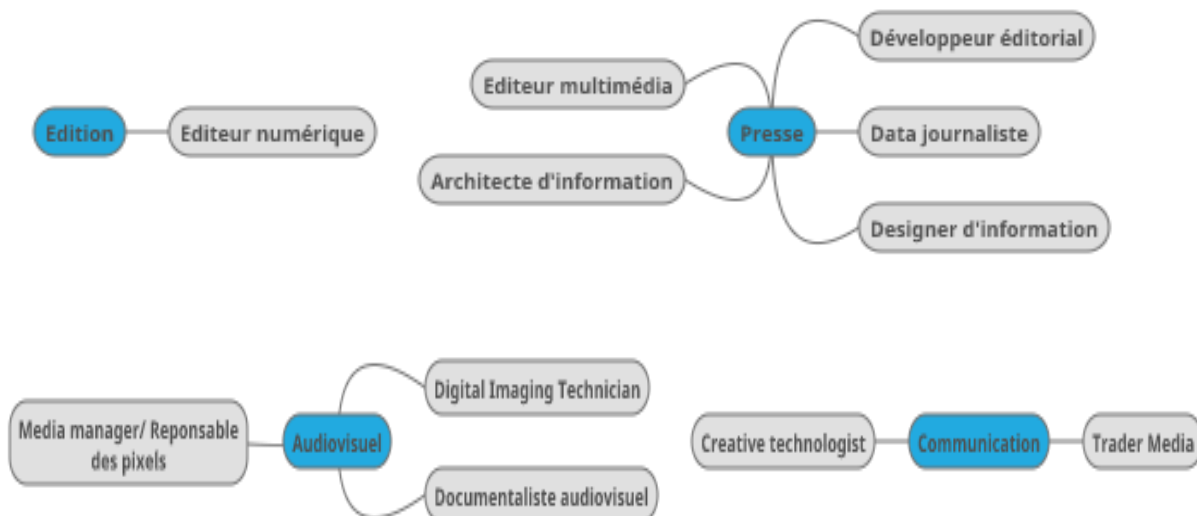 Edition
Editeur numérique
Editeur multimédia
Architecte d'information
Presse
Développeur éditorial
Data journaliste
Designer d'information
Media manager/ Reponsable
des pixels
Audiovisuel
Digital Imaging Technician
Documentaliste audiovisuel
Creative technologist
Communication
Trader Media